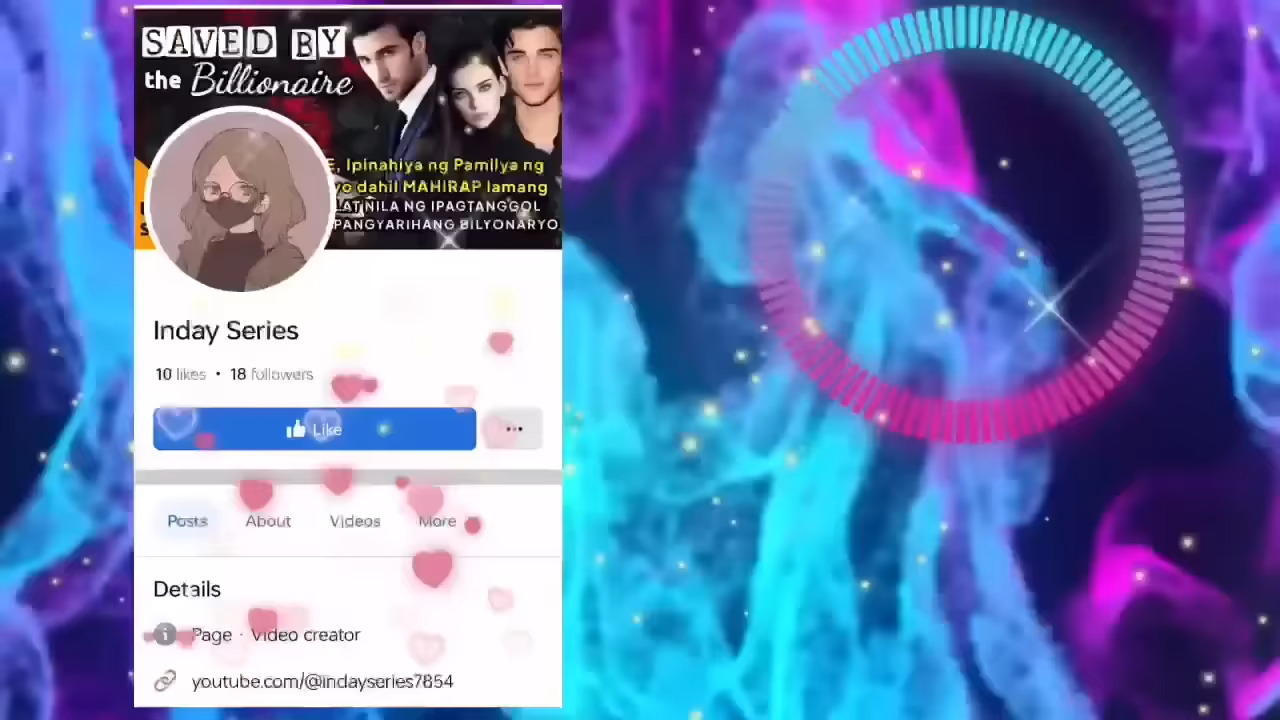 SAVED BY
the Billionaire
E, Ipinahiya ng Pamilya ng
yo dahil MAHIRAP lamang
LAT NILA NG IPAGTANGGOL
PANGYARIHANG BILYONARYO
Inday Series
10 likes • 18 followers
Like
Posts About Videos More
Details
Page · Video creator
youtube.com/@indayseries7854